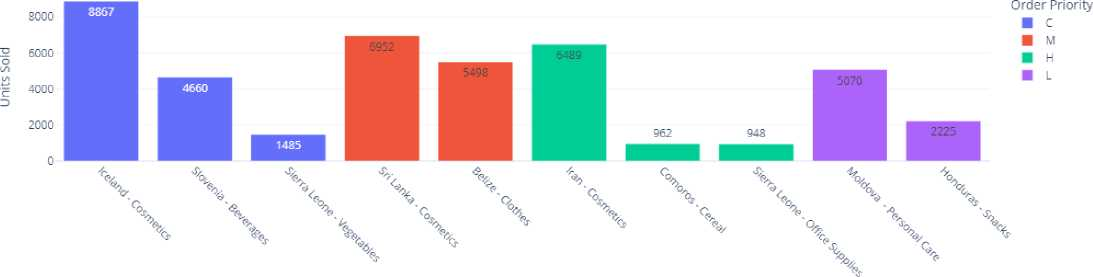 Order Priority
C
M
H
L
Units Sold
8000
6000
4000
2000
0
8867
4660
1485
6952
5498
6489
962
948
5070
2225
Iceland - Cosmetics
Slovenia - Beverages
Sierra Leone - Vegetables
Sri Lanka - Cosmetics
Belize - Clothes
Iran - Cosmetics
Comoros - Cereal
Sierra Leone - Office Supplies
Moldova - Personal Care
Honduras - Snacks